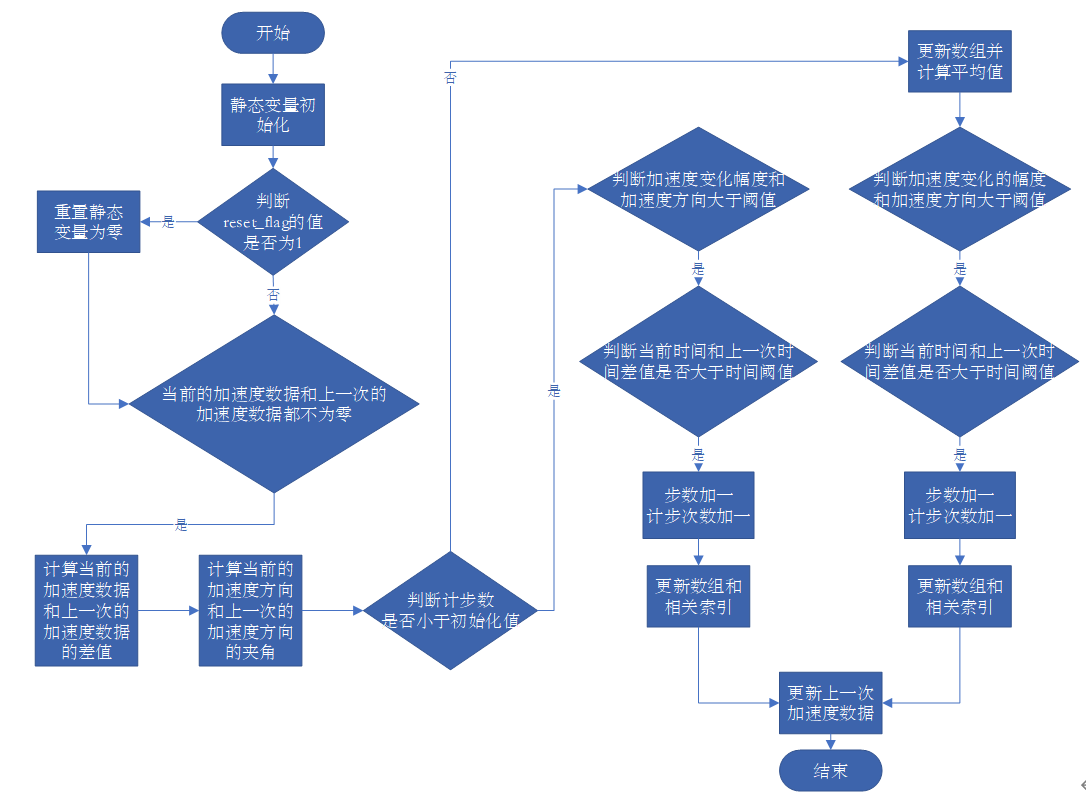 开始
静态变量初
始化
判断
reset_flag的值
是否为1
是
重置静态
变量为零
否
当前的加速度数据和上一次的
加速度数据都不为零
是
计算当前的
加速度数据
和上一次的
加速度数据
的差值
计算当前的
加速度方向
和上一次的
加速度方向
的夹角
判断计步数
是否小于初始化值
否
是
判断加速度变化幅度和
加速度方向大于阈值
是
判断当前时间和上一次时
间差值是否大于时间阈值
是
步数加一
计步次数加一
更新数组和
相关索引
更新数组并
计算平均值
判断加速度变化的幅度
和加速度方向大于阈值
是
判断当前时间和上一次时
间差值是否大于时间阈值
是
步数加一
计步次数加一
更新数组和
相关索引
更新上一次
加速度数据
结束